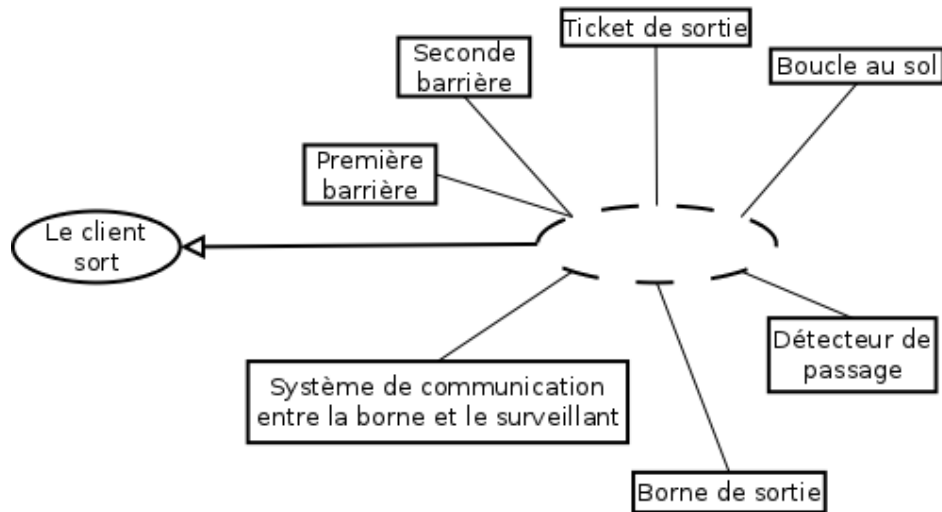 Ticket de sortie
Seconde
barrière
Boucle au sol
Première
barrière
Le client
sort
Détecteur de
passage
Système de communication
entre la borne et le surveillant
Borne de sortie